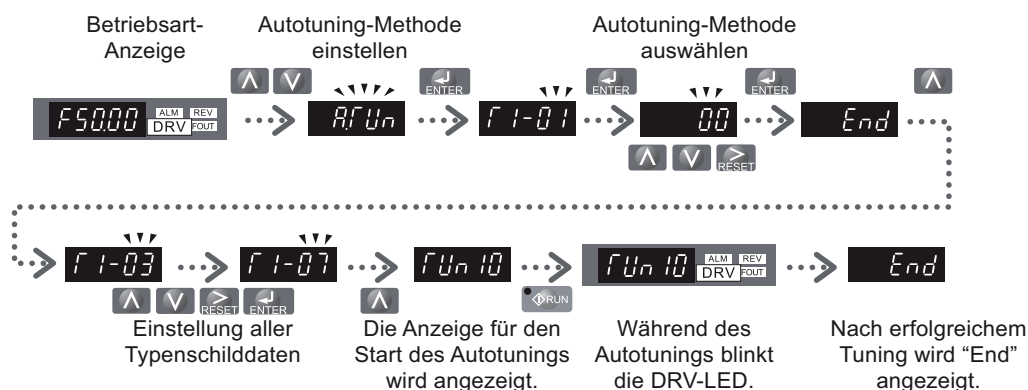 Betriebsart-
Anzeige
Autotuning-Methode
einstellen
Autotuning-Methode
auswählen
ENTER
ENTER
ENTER
F50.00
ALM REV
DRV FOUT
A.TUn
T1-01
00
End
RESET
T1-03
T1-07
TUn10
TUn10
ALM REV
DRV FOUT
End
RESET
ENTER
RUN
Einstellung aller
Typenschilddaten
Die Anzeige für den
Start des Autotunings
wird angezeigt.
Während des
Autotunings blinkt
die DRV-LED.
Nach erfolgreichem
Tuning wird “End”
angezeigt.